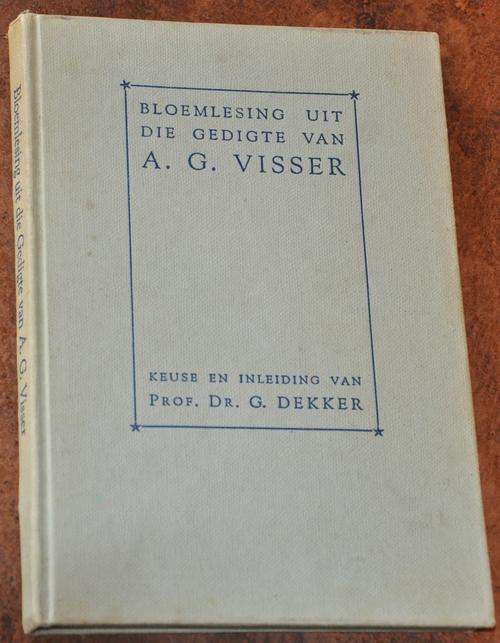 BLOEMLESING UIT
DIE GEDIGTE VAN
A. G. VISSER
KEUSE EN INLEIDING VAN
PROF. DR. G. DEKKER
Bloemlesing uit die Gedigte van A. G. Visser